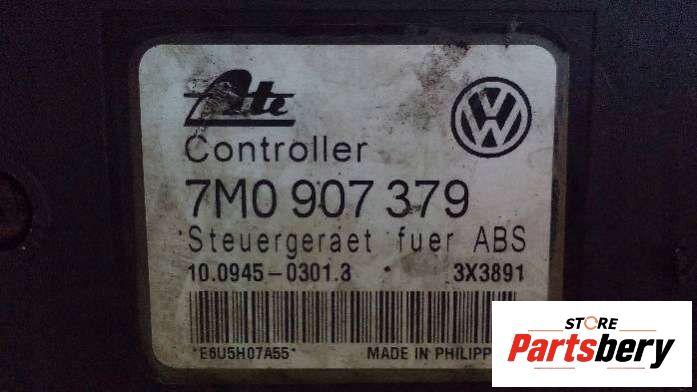 Ate
Controller
7M0 907 379
Steuergeraet fuer ABS
10.0945-0301.3 3X3891
*E6U5H07A55* MADE IN PHILIPP
STORE
Partsbery